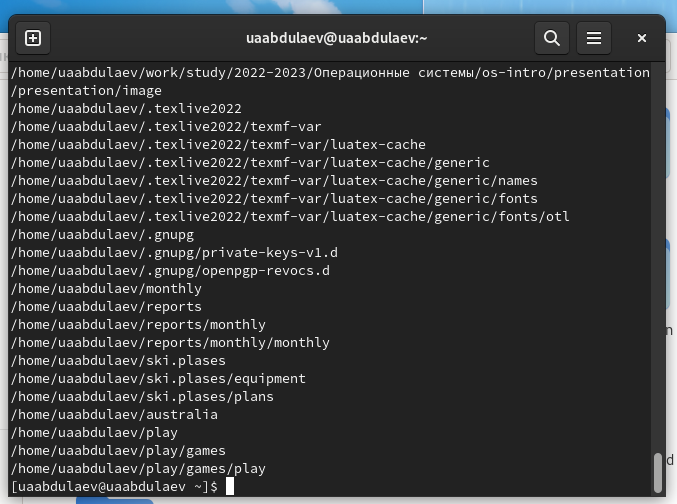 uaabdulaev@uaabdulaev:~
/home/uaabdulaev/work/study/2022-2023/Операционные системы/os-intro/presentation
/presentation/image
/home/uaabdulaev/.texlive2022
/home/uaabdulaev/.texlive2022/texmf-var
/home/uaabdulaev/.texlive2022/texmf-var/luatex-cache
/home/uaabdulaev/.texlive2022/texmf-var/luatex-cache/generic
/home/uaabdulaev/.texlive2022/texmf-var/luatex-cache/generic/names
/home/uaabdulaev/.texlive2022/texmf-var/luatex-cache/generic/fonts
/home/uaabdulaev/.texlive2022/texmf-var/luatex-cache/generic/fonts/otl
/home/uaabdulaev/.gnupg
/home/uaabdulaev/.gnupg/private-keys-v1.d
/home/uaabdulaev/.gnupg/openpgp-revocs.d
/home/uaabdulaev/monthly
/home/uaabdulaev/reports
/home/uaabdulaev/reports/monthly
/home/uaabdulaev/reports/monthly/monthly
/home/uaabdulaev/ski.plases
/home/uaabdulaev/ski.plases/equipment
/home/uaabdulaev/ski.plases/plans
/home/uaabdulaev/australia
/home/uaabdulaev/play
/home/uaabdulaev/play/games
/home/uaabdulaev/play/games/play
[uaabdulaev@uaabdulaev ~]$